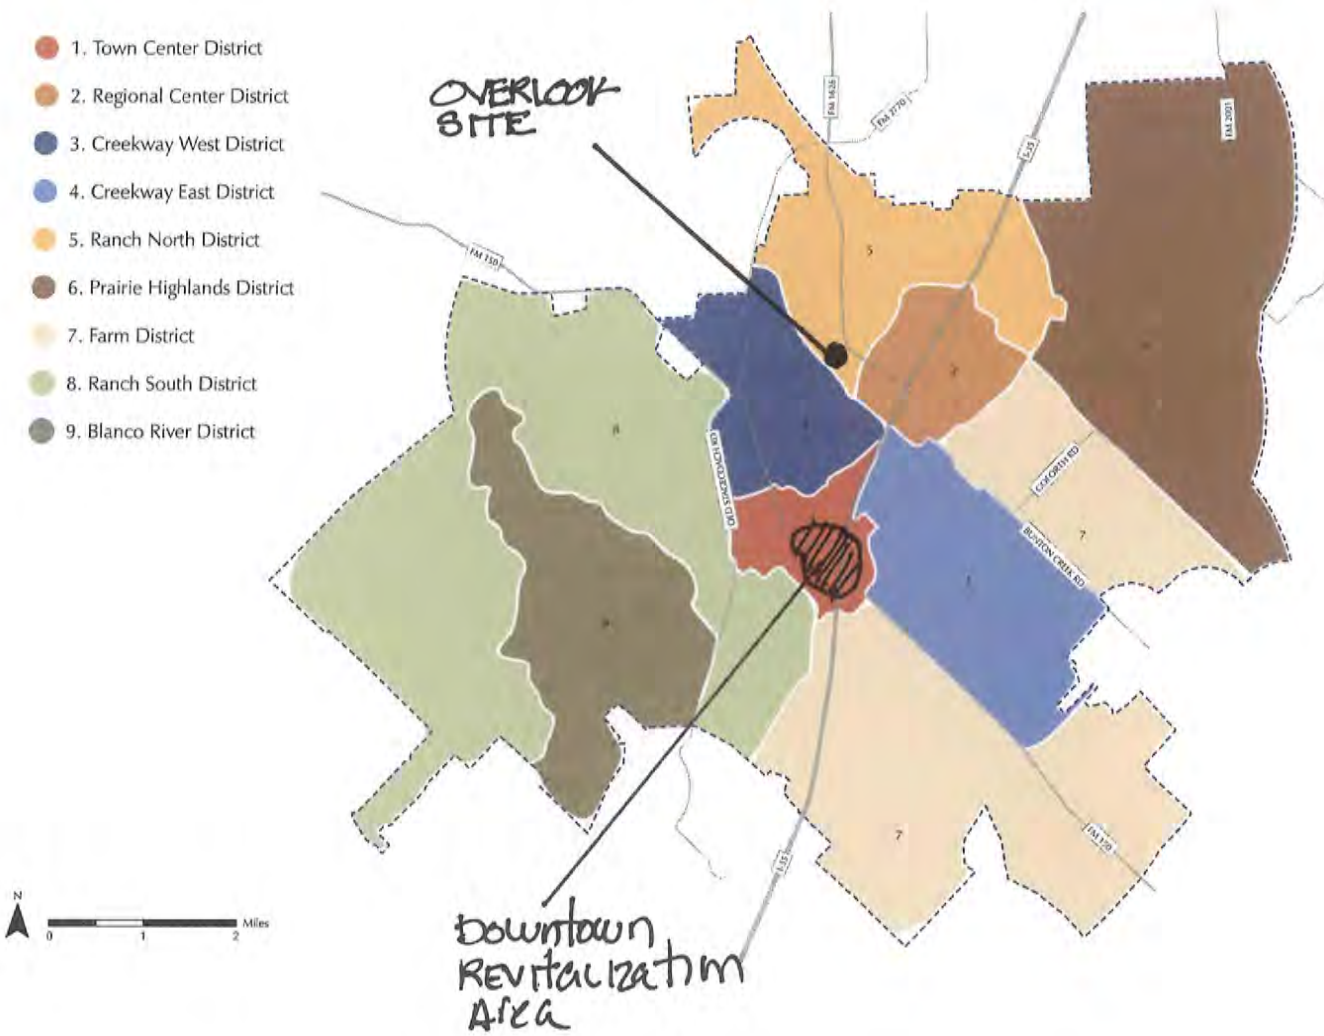 1. Town Center District
2. Regional Center District
3. Creekway West District
4. Creekway East District
5. Ranch North District
6. Prairie Highlands District
7. Farm District
8. Ranch South District
9. Blanco River District
OVERLOOK
SITE
FM 1626
FM 2770
I-35
FM 2001
FM 150
5
2
8
OLD STAGECOACH RD
GOFORTH RD
7
BUNTON CREEK RD
9
7
FM 150
I-35
N
0 1 2 Miles
Downtown
Revitalization
Area